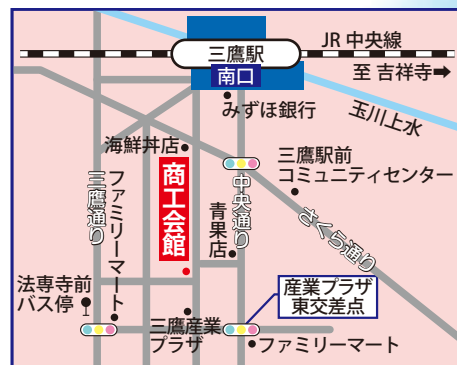 JR 中央線
三鷹駅
南口
至 吉祥寺➡
みずほ銀行
玉川上水
海鮮丼店
三鷹駅前
コミュニティセンター
商工会館
中央通り
三鷹通り
ファミリーマート
青果店
さくら通り
法専寺前
バス停
産業プラザ
東交差点
三鷹産業
プラザ
ファミリーマート